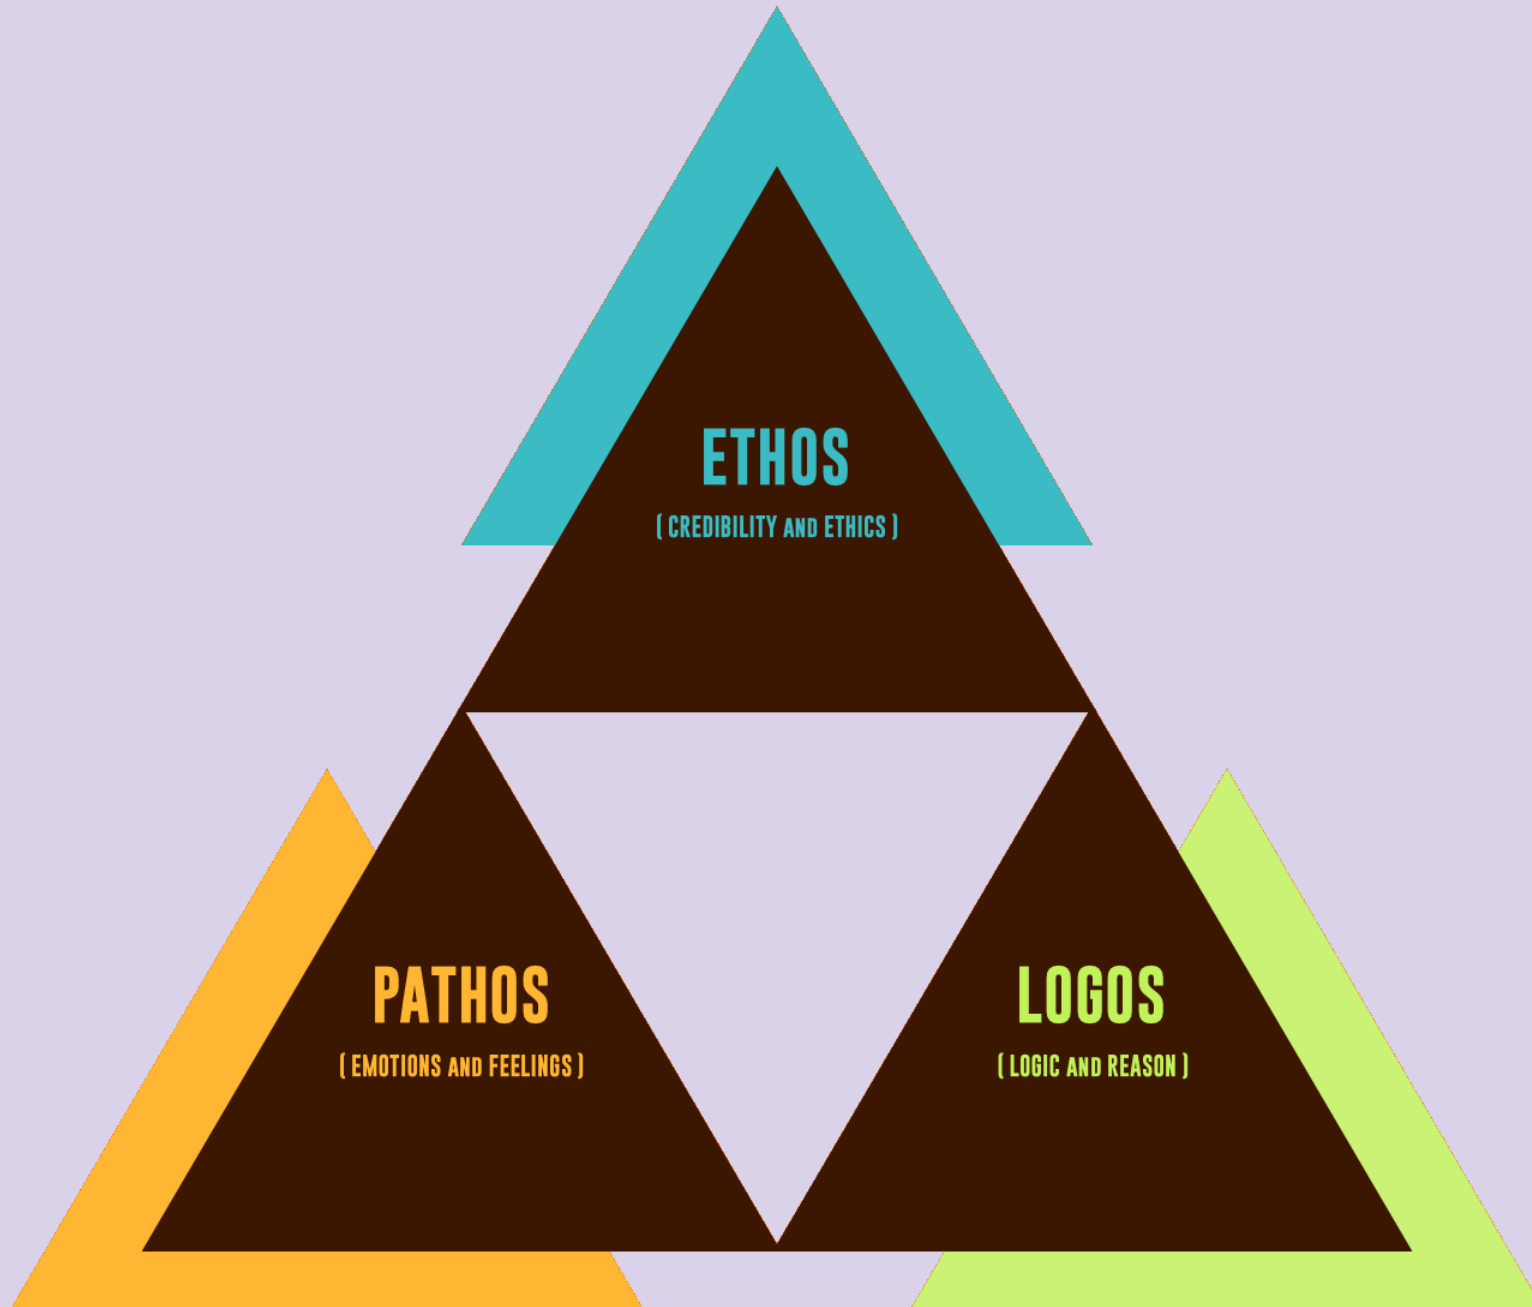 ETHOS
( CREDIBILITY AND ETHICS )
PATHOS
( EMOTIONS AND FEELINGS )
LOGOS
( LOGIC AND REASON )